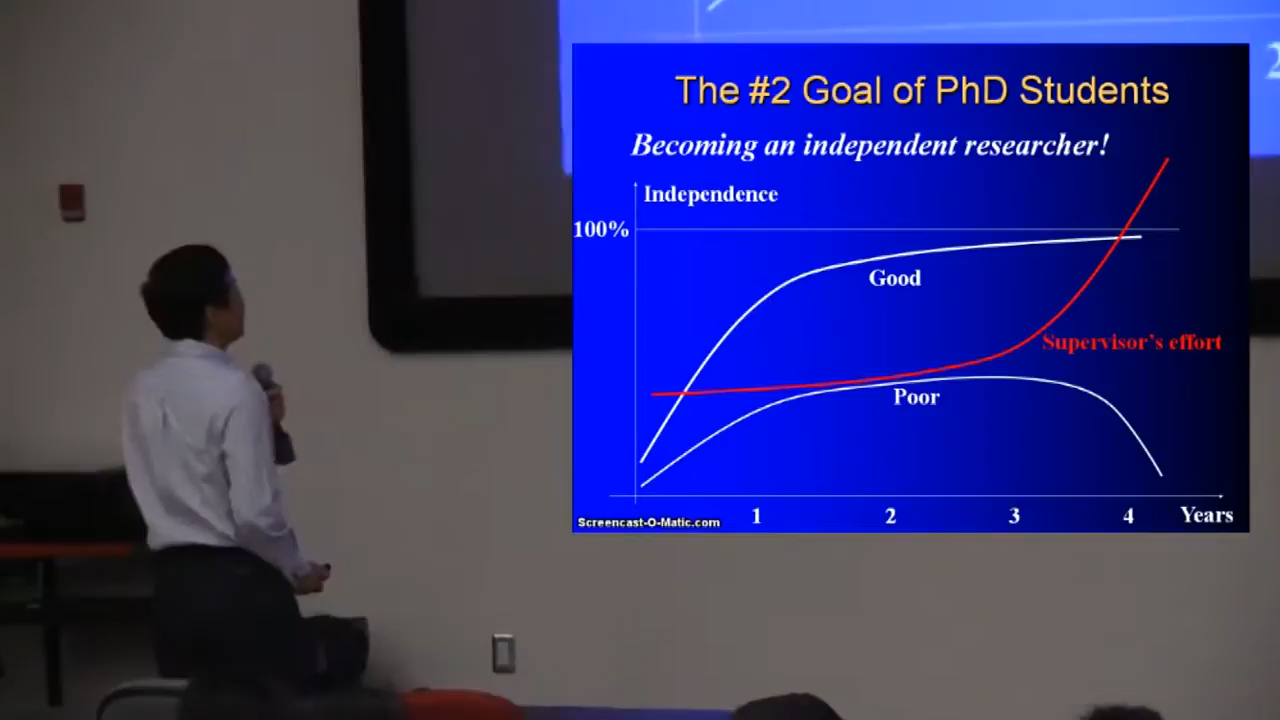 The #2 Goal of PhD Students
Becoming an independent researcher!
Independence
100%
Good
Supervisor's effort
Poor
1 2 3 4 Years
Screencast-O-Matic.com
2